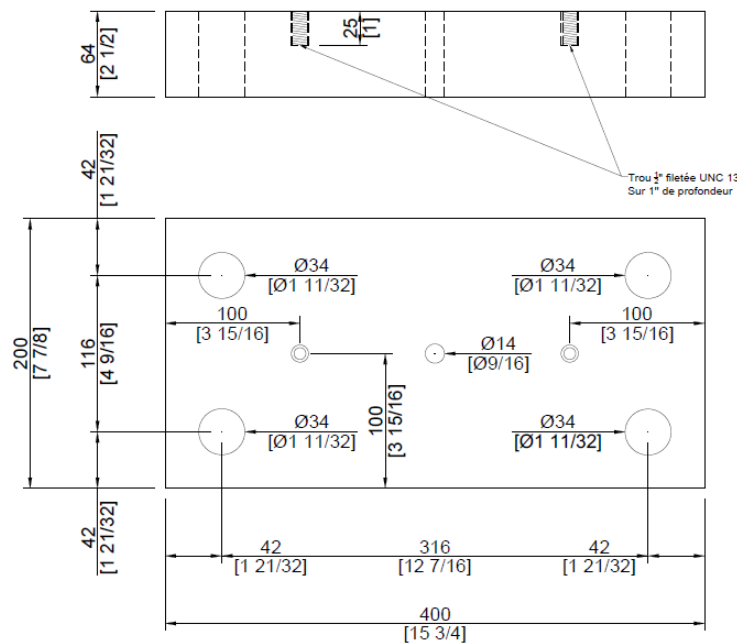 64
[2 1/2]
25
[1]
42
[1 21/32]
Trou ½" filetée UNC 13
Sur 1" de profondeur
Ø34
[Ø1 11/32]
Ø34
[Ø1 11/32]
100
[3 15/16]
100
[3 15/16]
200
[7 7/8]
116
[4 9/16]
Ø14
[Ø9/16]
100
[3 15/16]
Ø34
[Ø1 11/32]
Ø34
[Ø1 11/32]
42
[1 21/32]
42
[1 21/32]
316
[12 7/16]
42
[1 21/32]
400
[15 3/4]